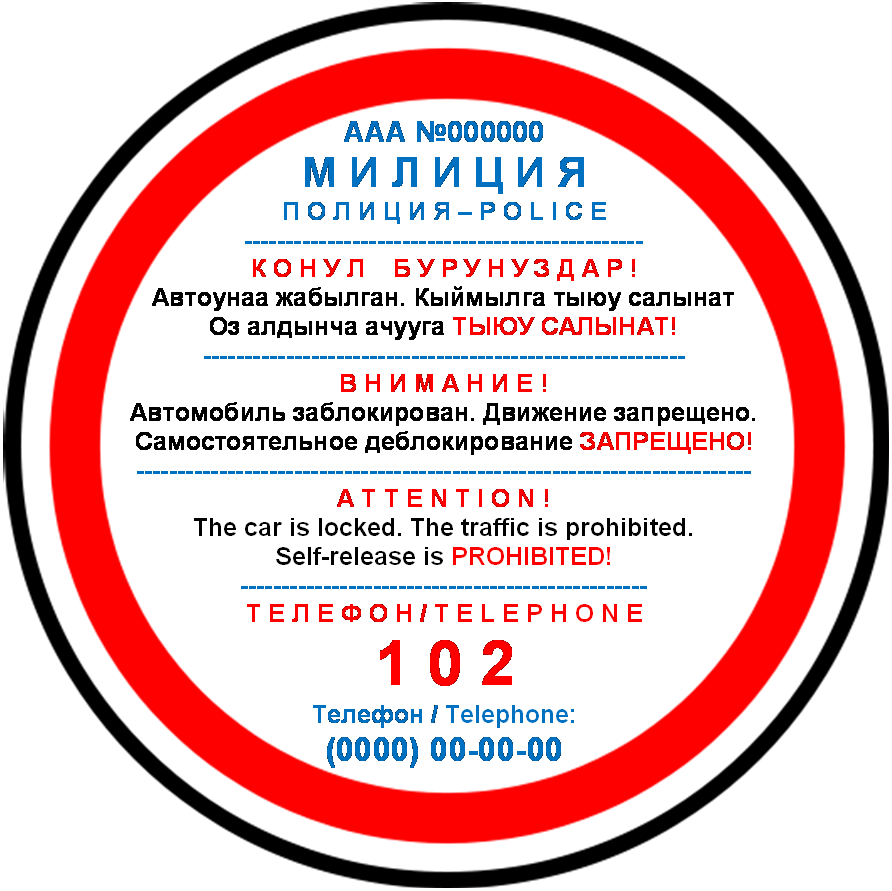 ААА №000000
МИЛИЦИЯ
ПОЛИЦИЯ–POLICE
КОНУЛ БУРУНУЗДАР!
Автоунаа жабылган. Кыймылга тыюу салынат
Оз алдынча ачууга ТЫЮУ САЛЫНАТ!
ВНИМАНИЕ!
Автомобиль заблокирован. Движение запрещено.
Самостоятельное деблокирование ЗАПРЕЩЕНО!
ATTENTION!
The car is locked. The traffic is prohibited.
Self-release is PROHIBITED!
ТЕЛЕФОН/TELEPHONE
102
Телефон / Telephone:
(0000) 00-00-00